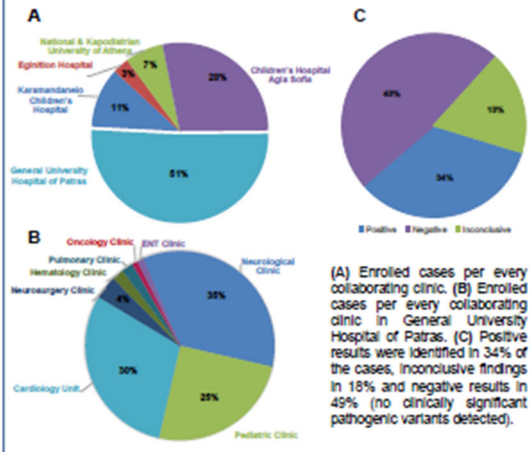 A
National & Kapodistrian
University of Athens
Eginition Hospital
Karamandaneio
Children's
Hospital
General University
Hospital of Patras
Children's Hospital
Agia Sofia
7%
3%
11%
28%
51%
B
Oncology Clinic
ENT Clinic
Pulmonary Clinic
Hematology Clinic
Neurosurgery Clinic
Cardiology Unit
Neurological
Clinic
Pediatric Clinic
4%
35%
30%
25%
C
18%
34%
Positive Negative Inconclusive
(A) Enrolled cases per every
collaborating clinic. (B) Enrolled
cases per every collaborating
clinic in General University
Hospital of Patras. (C) Positive
results were identified in 34% of
the cases, inconclusive findings
in 18% and negative results in
49% (no clinically significant
pathogenic variants detected).